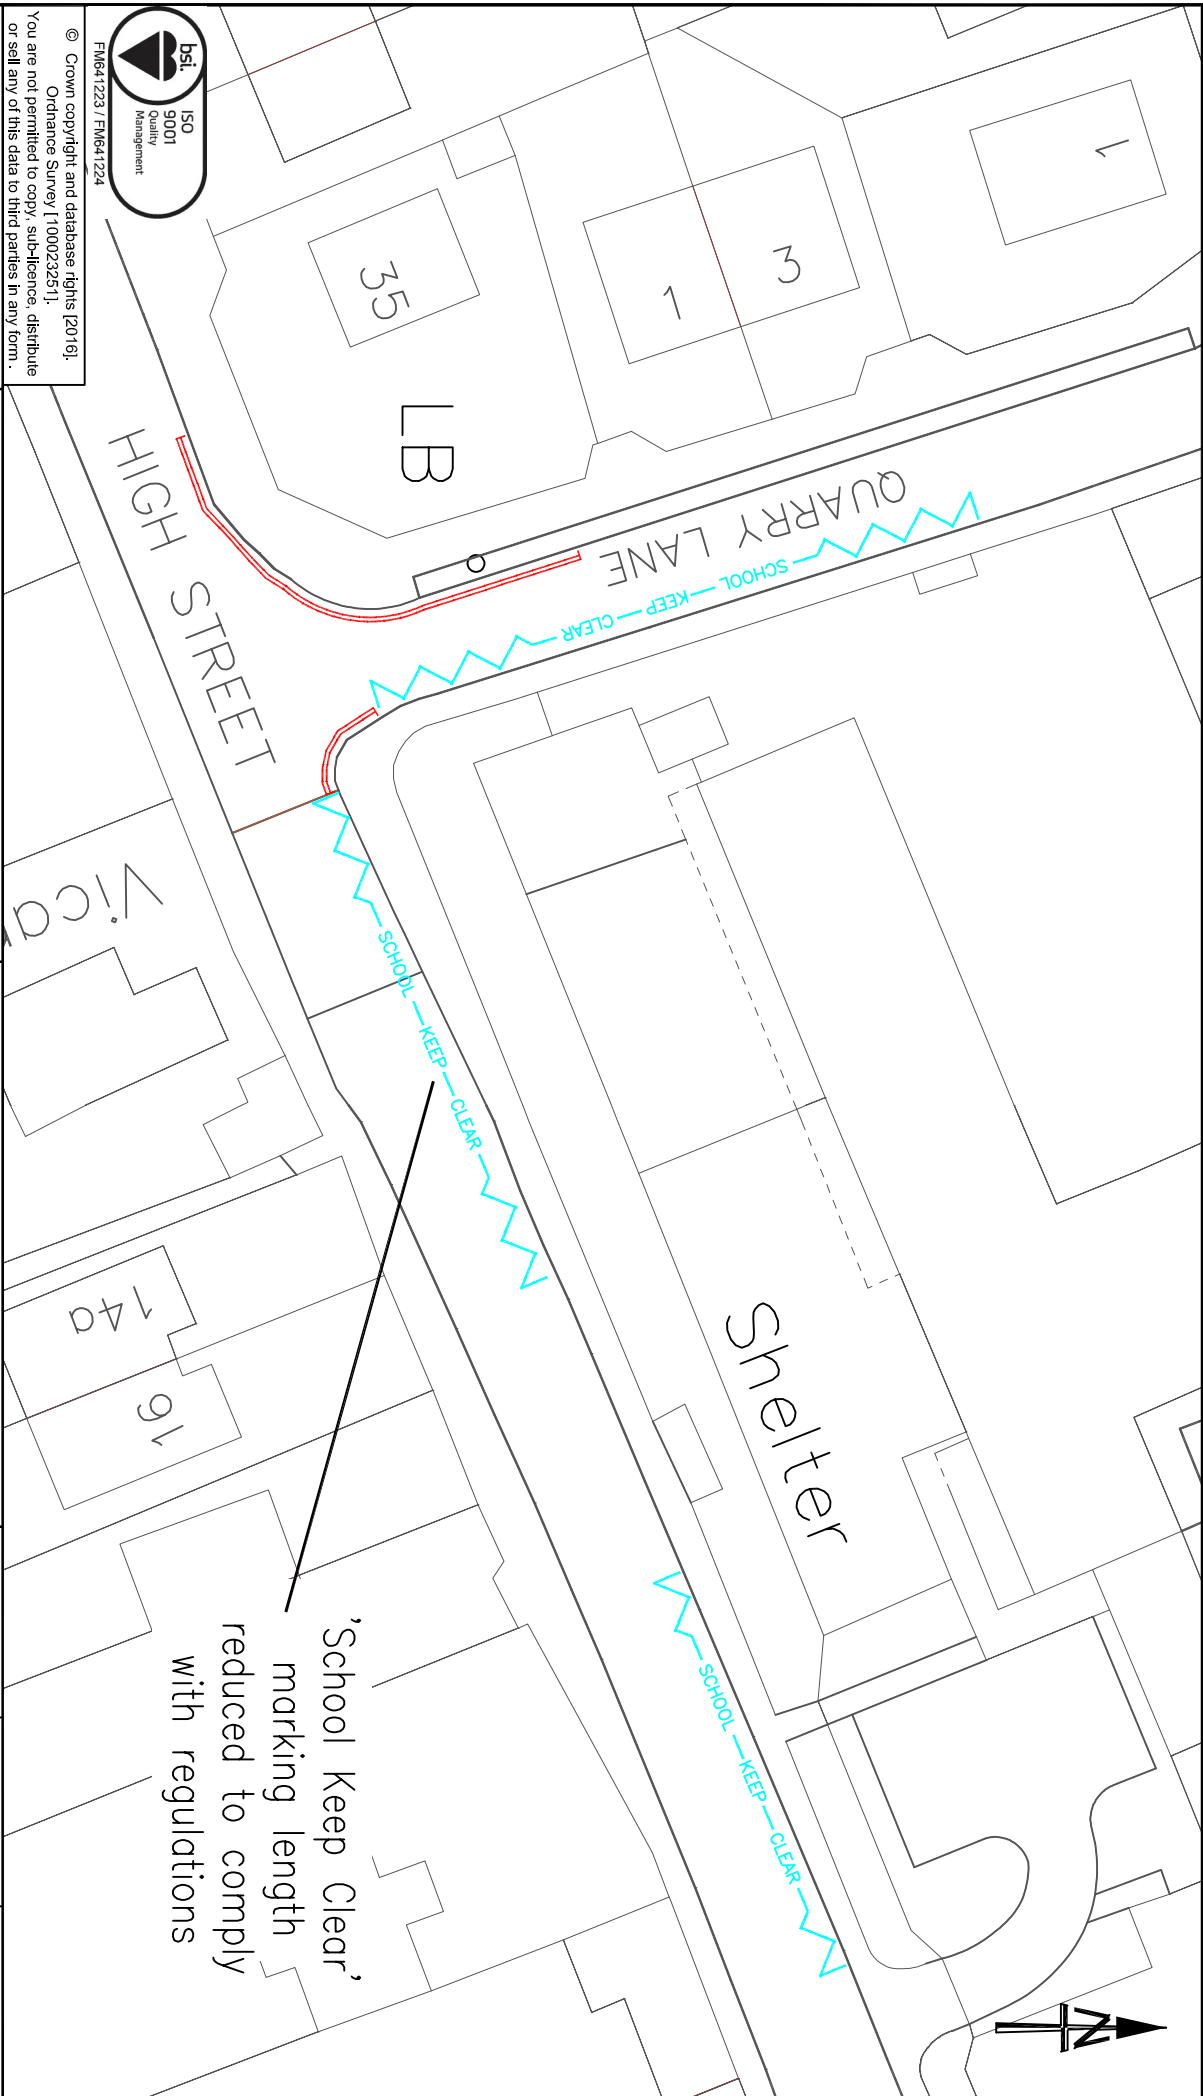 bsi.
ISO
9001
Quality
Management
FM641223 / FM641224
© Crown copyright and database rights [2016].
Ordnance Survey [100023251].
You are not permitted to copy, sub-licence, distribute
or sell any of this data to third parties in any form.
35
1
3
1
LB
HIGH STREET
QUARRY LANE
SCHOOL KEEP CLEAR
SCHOOL KEEP CLEAR
SCHOOL KEEP CLEAR
Vica
14a
16
Shelter
'School Keep Clear'
marking length
reduced to comply
with regulations
N